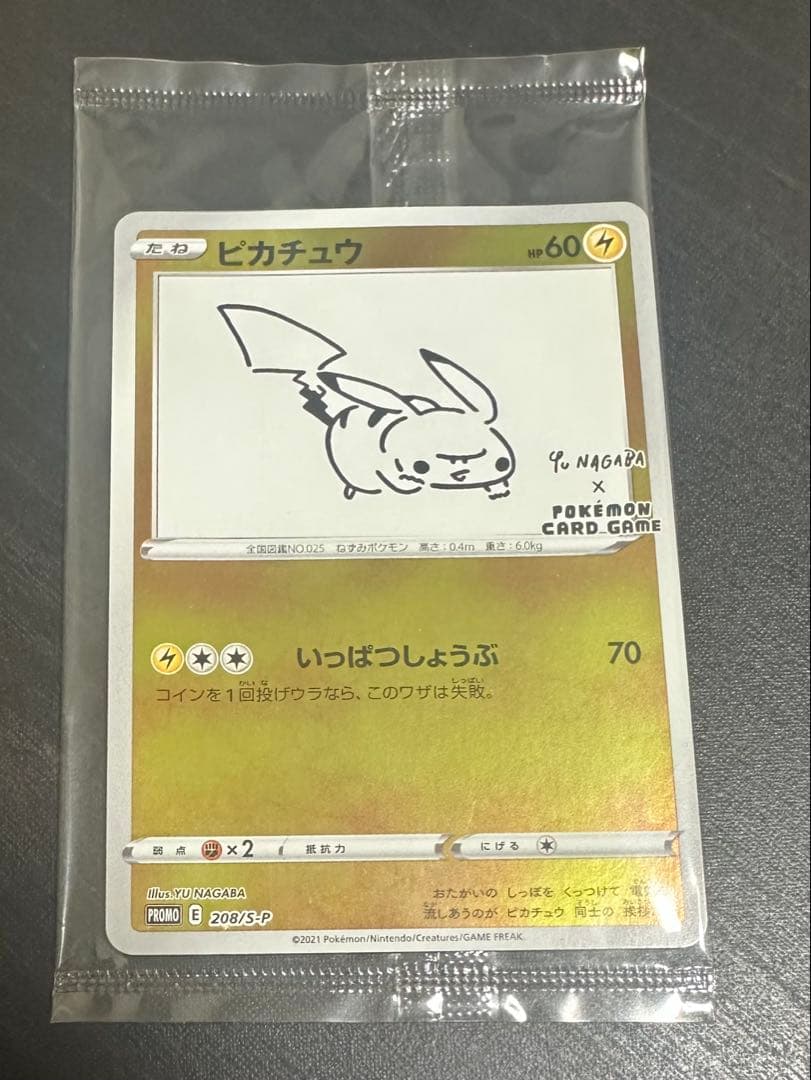 たね ピカチュウ HP60
YU NAGABA
×
POKÉMON
CARD GAME
全国図鑑NO.025 ねずみポケモン 高さ:0.4m 重さ:6.0kg
いっぱつしょうぶ 70
コインを1回投げウラなら、このワザは失敗。
弱点 ×2 抵抗力 にげる
Illus. YU NAGABA
おたがいの しっぽを くっつけて
PROMO E 208/S-P
流しあうのが ピカチュウ 同士の 挨拶
©2021 Pokémon/Nintendo/Creatures/GAME FREAK.